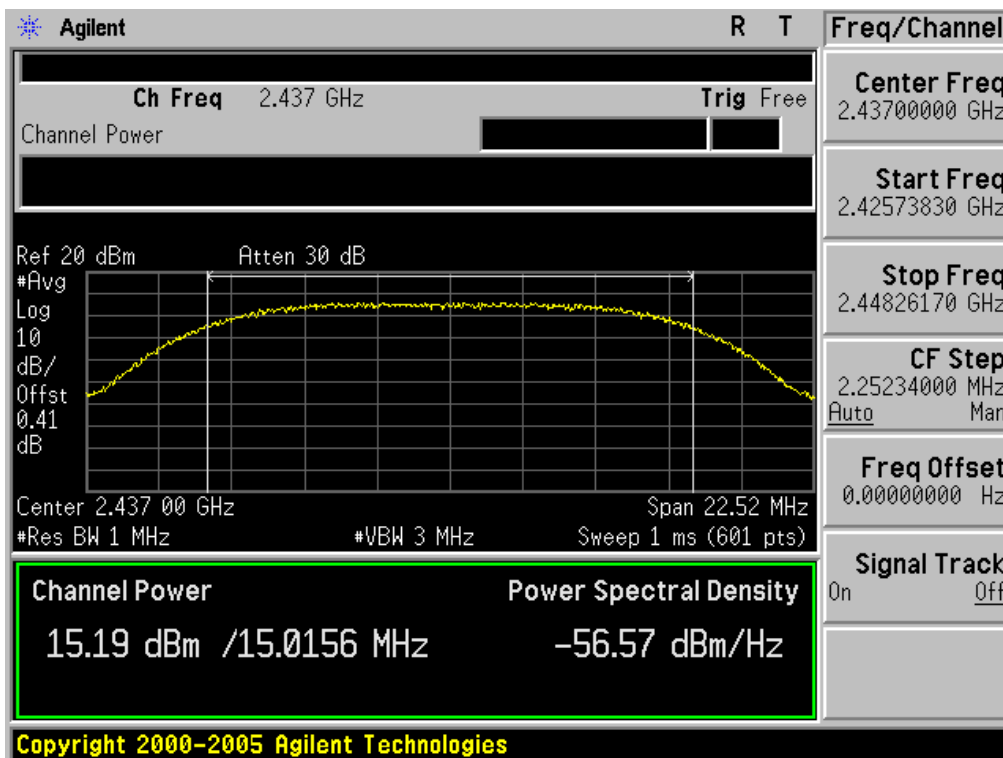 Agilent R T
Freq/Channel
Ch Freq 2.437 GHz Trig Free
Channel Power
Center Freq
2.43700000 GHz
Start Freq
2.42573830 GHz
Stop Freq
2.44826170 GHz
CF Step
2.25234000 MHz
Auto Man
Freq Offset
0.00000000 Hz
Signal Track
On Off
Ref 20 dBm Atten 30 dB
#Avg
Log
10
dB/
Offst
0.41
dB
Center 2.437 00 GHz Span 22.52 MHz
#Res BW 1 MHz #VBW 3 MHz Sweep 1 ms (601 pts)
Channel Power Power Spectral Density
15.19 dBm /15.0156 MHz -56.57 dBm/Hz
Copyright 2000-2005 Agilent Technologies